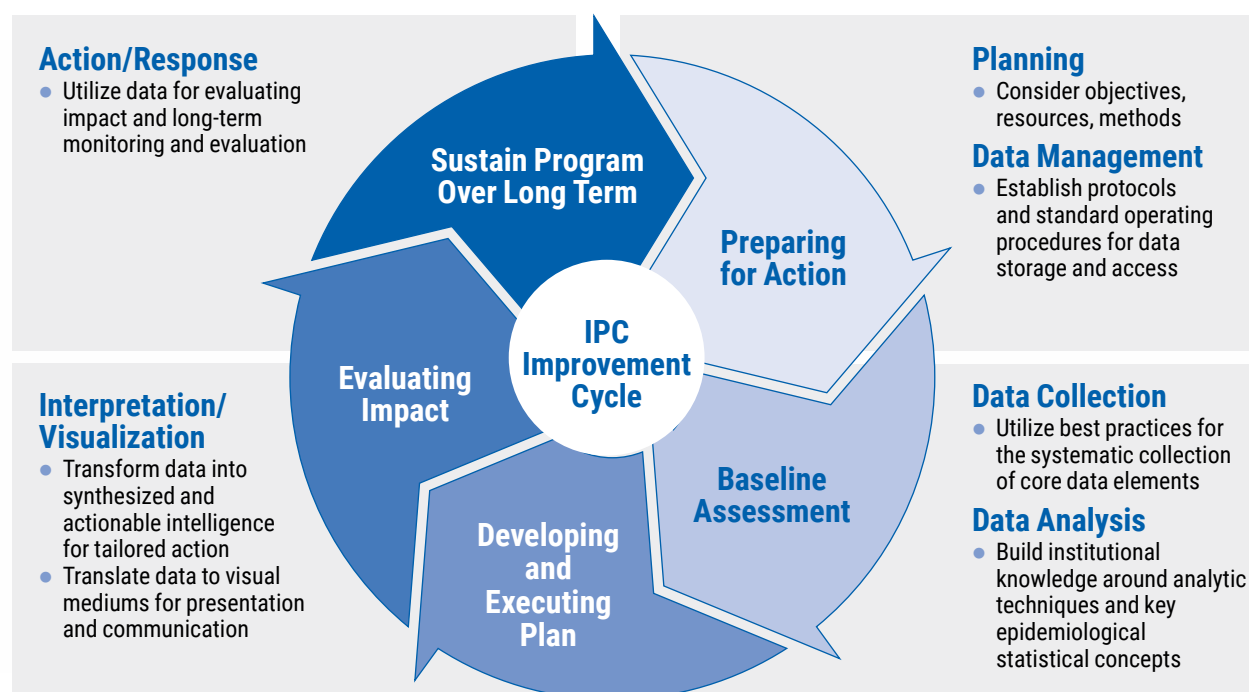 Action/Response
Utilize data for evaluating
impact and long-term
monitoring and evaluation
Planning
Consider objectives,
resources, methods
Data Management
Establish protocols
and standard operating
procedures for data
storage and access
Sustain Program
Over Long Term
Preparing
for Action
IPC
Improvement
Cycle
Evaluating
Impact
Baseline
Assessment
Developing
and
Executing
Plan
Interpretation/
Visualization
Transform data into
synthesized and
actionable intelligence
for tailored action
Translate data to visual
mediums for presentation
and communication
Data Collection
Utilize best practices for
the systematic collection
of core data elements
Data Analysis
Build institutional
knowledge around analytic
techniques and key
epidemiological
statistical concepts